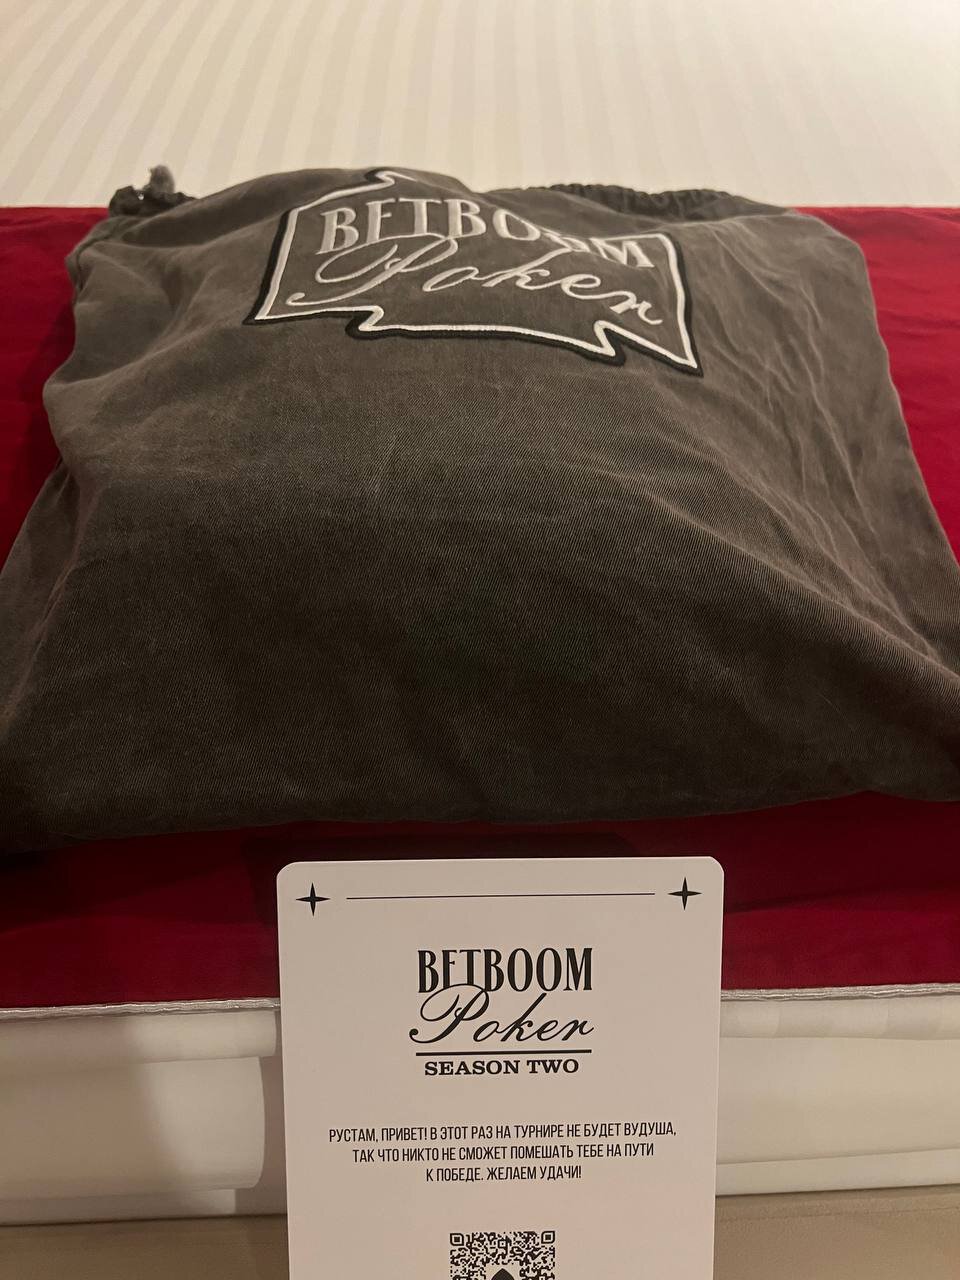 BETBOOM
Poker
BETBOOM
Poker
SEASON TWO
РУСТАМ, ПРИВЕТ! В ЭТОТ РАЗ НА ТУРНИРЕ НЕ БУДЕТ ВУДУША,
ТАК ЧТО НИКТО НЕ СМОЖЕТ ПОМЕШАТЬ ТЕБЕ НА ПУТИ
К ПОБЕДЕ. ЖЕЛАЕМ УДАЧИ!